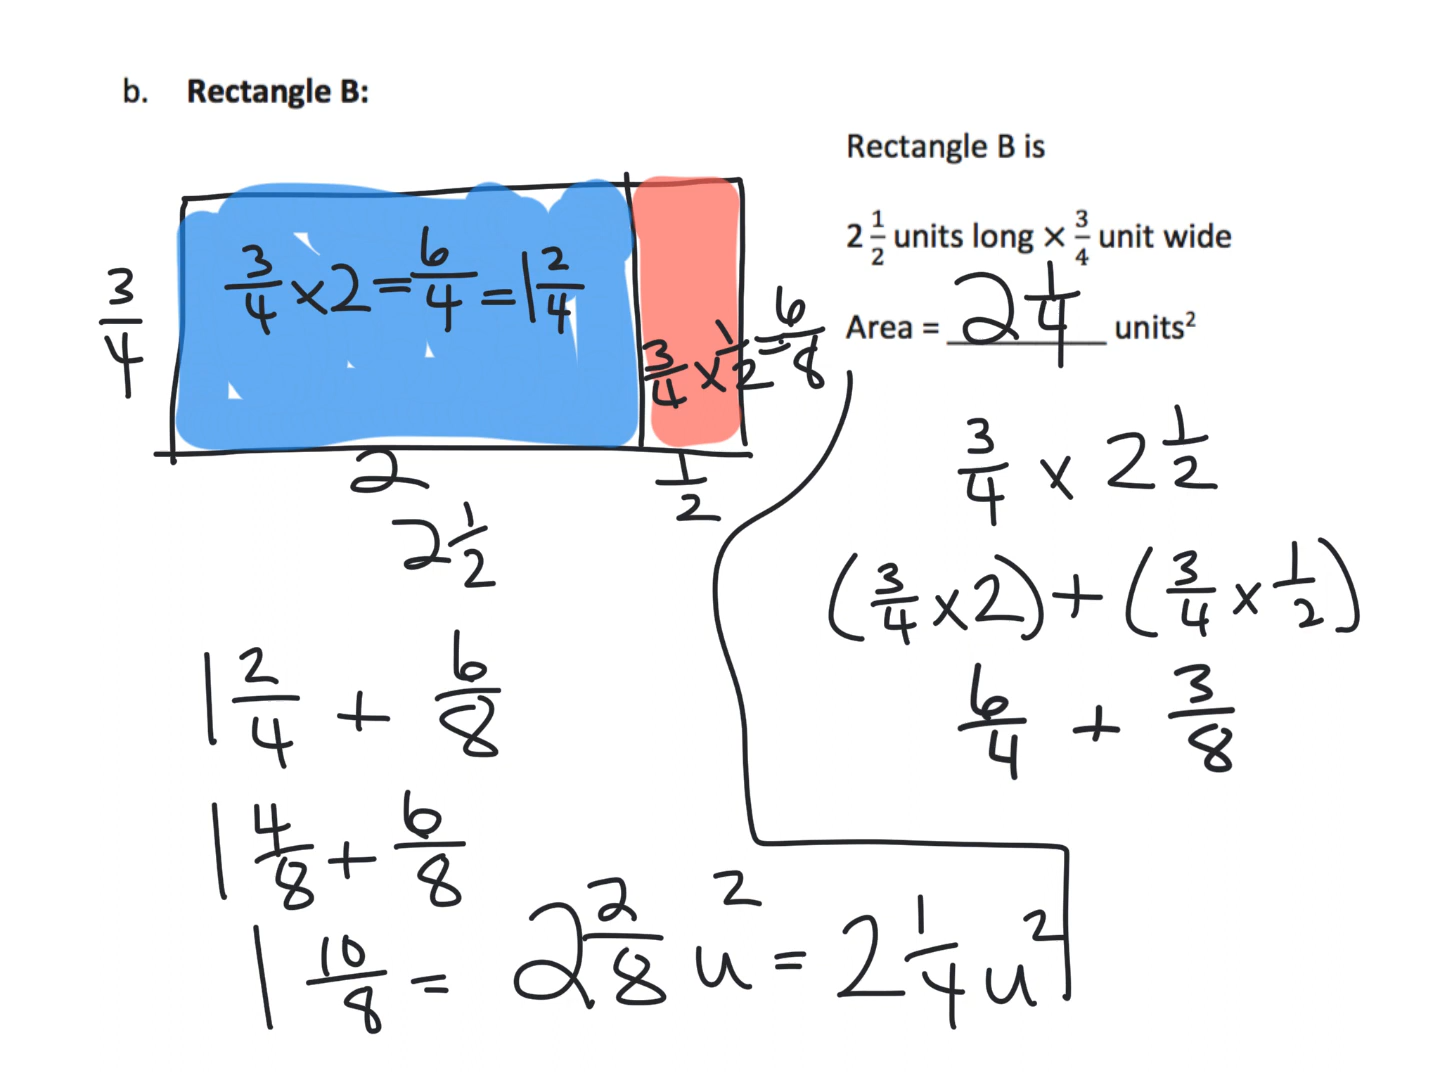 b. Rectangle B:
Rectangle B is
2 1/2 units long × 3/4 unit wide
Area = 2 1/4 units²
3/4
3/4 × 2 = 6/4 = 1 2/4
3/4 × 1/2 = 6/8
2
1/2
2 1/2
3/4 × 2 1/2
(3/4 × 2) + (3/4 × 1/2)
6/4 + 3/8
1 2/4 + 6/8
1 4/8 + 6/8
1 10/8 = 2 2/8 u² = 2 1/4 u²